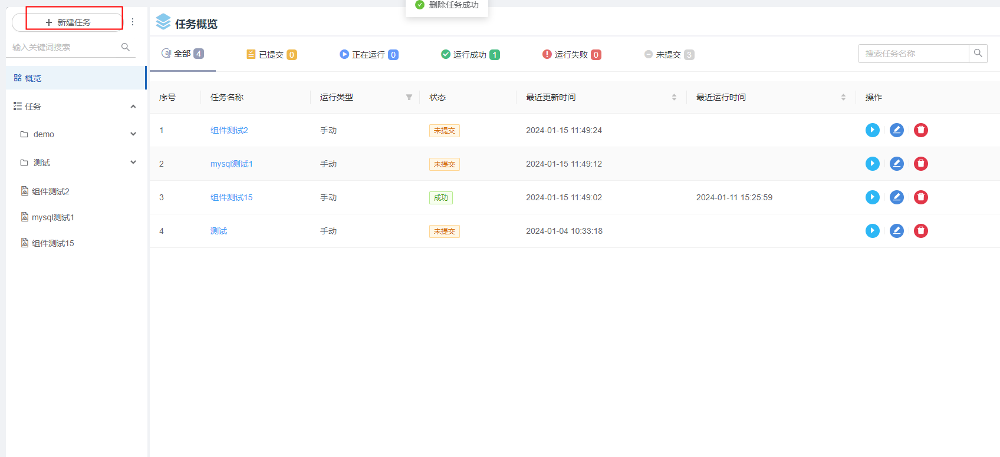 删除任务成功
新建任务
任务概览
输入关键词搜索
全部 4 已提交 0 正在运行 0 运行成功 1 运行失败 0 未提交 3 搜索任务名称
概览
任务
demo
测试
组件测试2
mysql测试1
组件测试15
序号 任务名称 运行类型 状态 最近更新时间 最近运行时间 操作
1 组件测试2 手动 未提交 2024-01-15 11:49:24
2 mysql测试1 手动 未提交 2024-01-15 11:49:12
3 组件测试15 手动 成功 2024-01-15 11:49:02 2024-01-11 15:25:59
4 测试 手动 未提交 2024-01-04 10:33:18